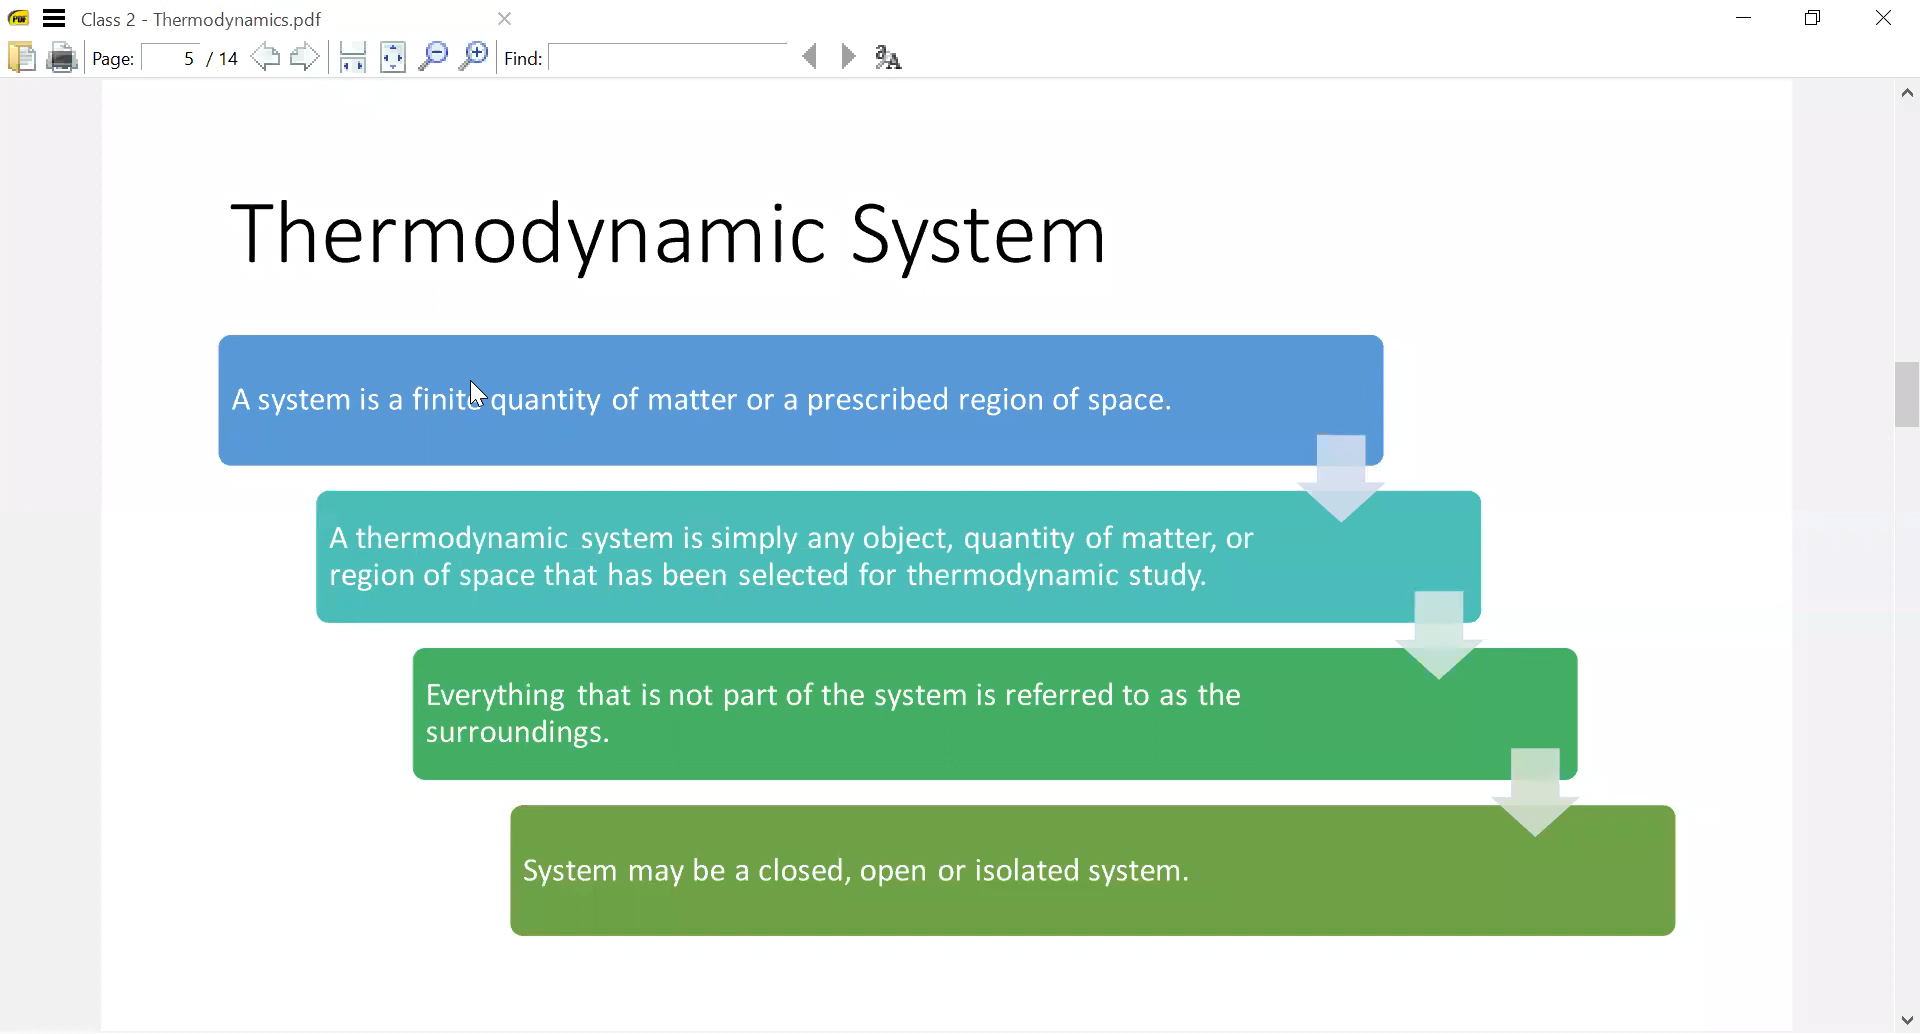 Class 2 - Thermodynamics.pdf
Page: 5 / 14 Find:
Thermodynamic System
A system is a finite quantity of matter or a prescribed region of space.
A thermodynamic system is simply any object, quantity of matter, or
region of space that has been selected for thermodynamic study.
Everything that is not part of the system is referred to as the
surroundings.
System may be a closed, open or isolated system.